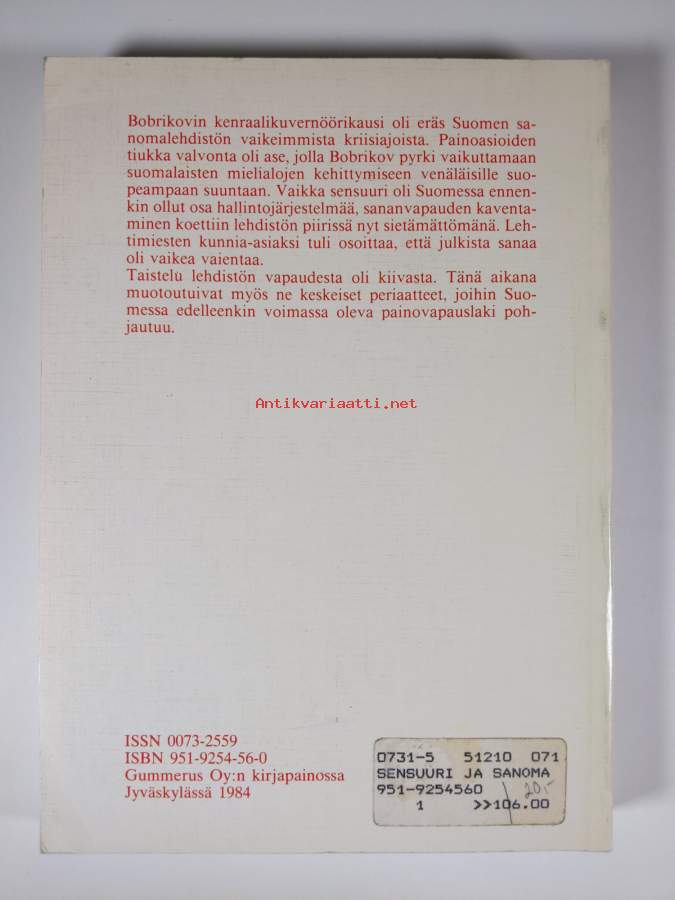 Bobrikovin kenraalikuvernöörikausi oli eräs Suomen sa-
nomalehdistön vaikeimmista kriisiajoista. Painoasioiden
tiukka valvonta oli ase, jolla Bobrikov pyrki vaikuttamaan
suomalaisten mielialojen kehittymiseen venäläisille suo-
peampaan suuntaan. Vaikka sensuuri oli Suomessa ennen-
kin ollut osa hallintojärjestelmää, sananvapauden kaventa-
minen koettiin lehdistön piirissä nyt sietämättömänä. Leh-
timiesten kunnia-asiaksi tuli osoittaa, että julkista sanaa
oli vaikea vaientaa.
Taistelu lehdistön vapaudesta oli kiivasta. Tänä aikana
muotoutuivat myös ne keskeiset periaatteet, joihin Suo-
messa edelleenkin voimassa oleva painovapauslaki poh-
jautuu.
Antikvariaatti.net
ISSN 0073-2559
ISBN 951-9254-56-0
Gummerus Oy:n kirjapainossa
Jyväskylässä 1984
0731-5 51210 071
SENSUURI JA SANOMA
951-9254560 20,-
1 >>106.00